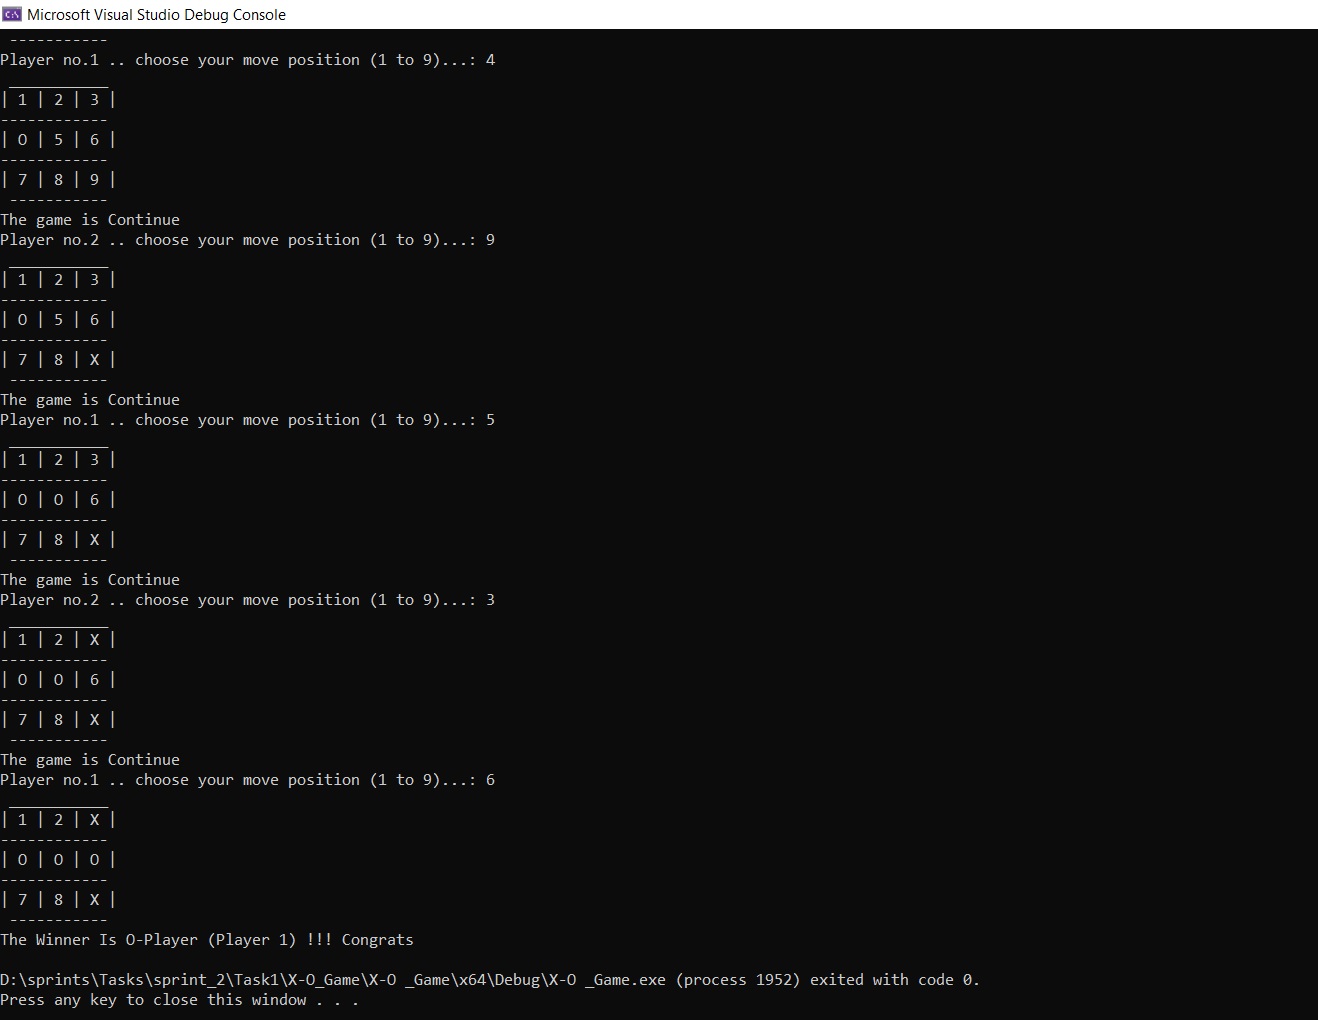 Microsoft Visual Studio Debug Console
 -----------
Player no.1 .. choose your move position (1 to 9)...: 4
 ___________
| 1 | 2 | 3 |
------------
| O | 5 | 6 |
------------
| 7 | 8 | 9 |
 -----------
The game is Continue
Player no.2 .. choose your move position (1 to 9)...: 9
 ___________
| 1 | 2 | 3 |
------------
| O | 5 | 6 |
------------
| 7 | 8 | X |
 -----------
The game is Continue
Player no.1 .. choose your move position (1 to 9)...: 5
 ___________
| 1 | 2 | 3 |
------------
| O | O | 6 |
------------
| 7 | 8 | X |
 -----------
The game is Continue
Player no.2 .. choose your move position (1 to 9)...: 3
 ___________
| 1 | 2 | X |
------------
| O | O | 6 |
------------
| 7 | 8 | X |
 -----------
The game is Continue
Player no.1 .. choose your move position (1 to 9)...: 6
 ___________
| 1 | 2 | X |
------------
| O | O | O |
------------
| 7 | 8 | X |
 -----------
The Winner Is O-Player (Player 1) !!! Congrats

D:\sprints\Tasks\sprint_2\Task1\X-O_Game\X-O _Game\x64\Debug\X-O _Game.exe (process 1952) exited with code 0.
Press any key to close this window . . .